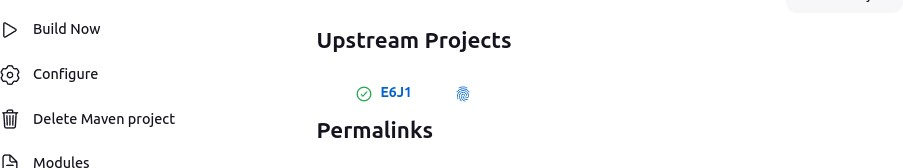 Build Now
Configure
Delete Maven project
Modules
Upstream Projects
E6J1
Permalinks